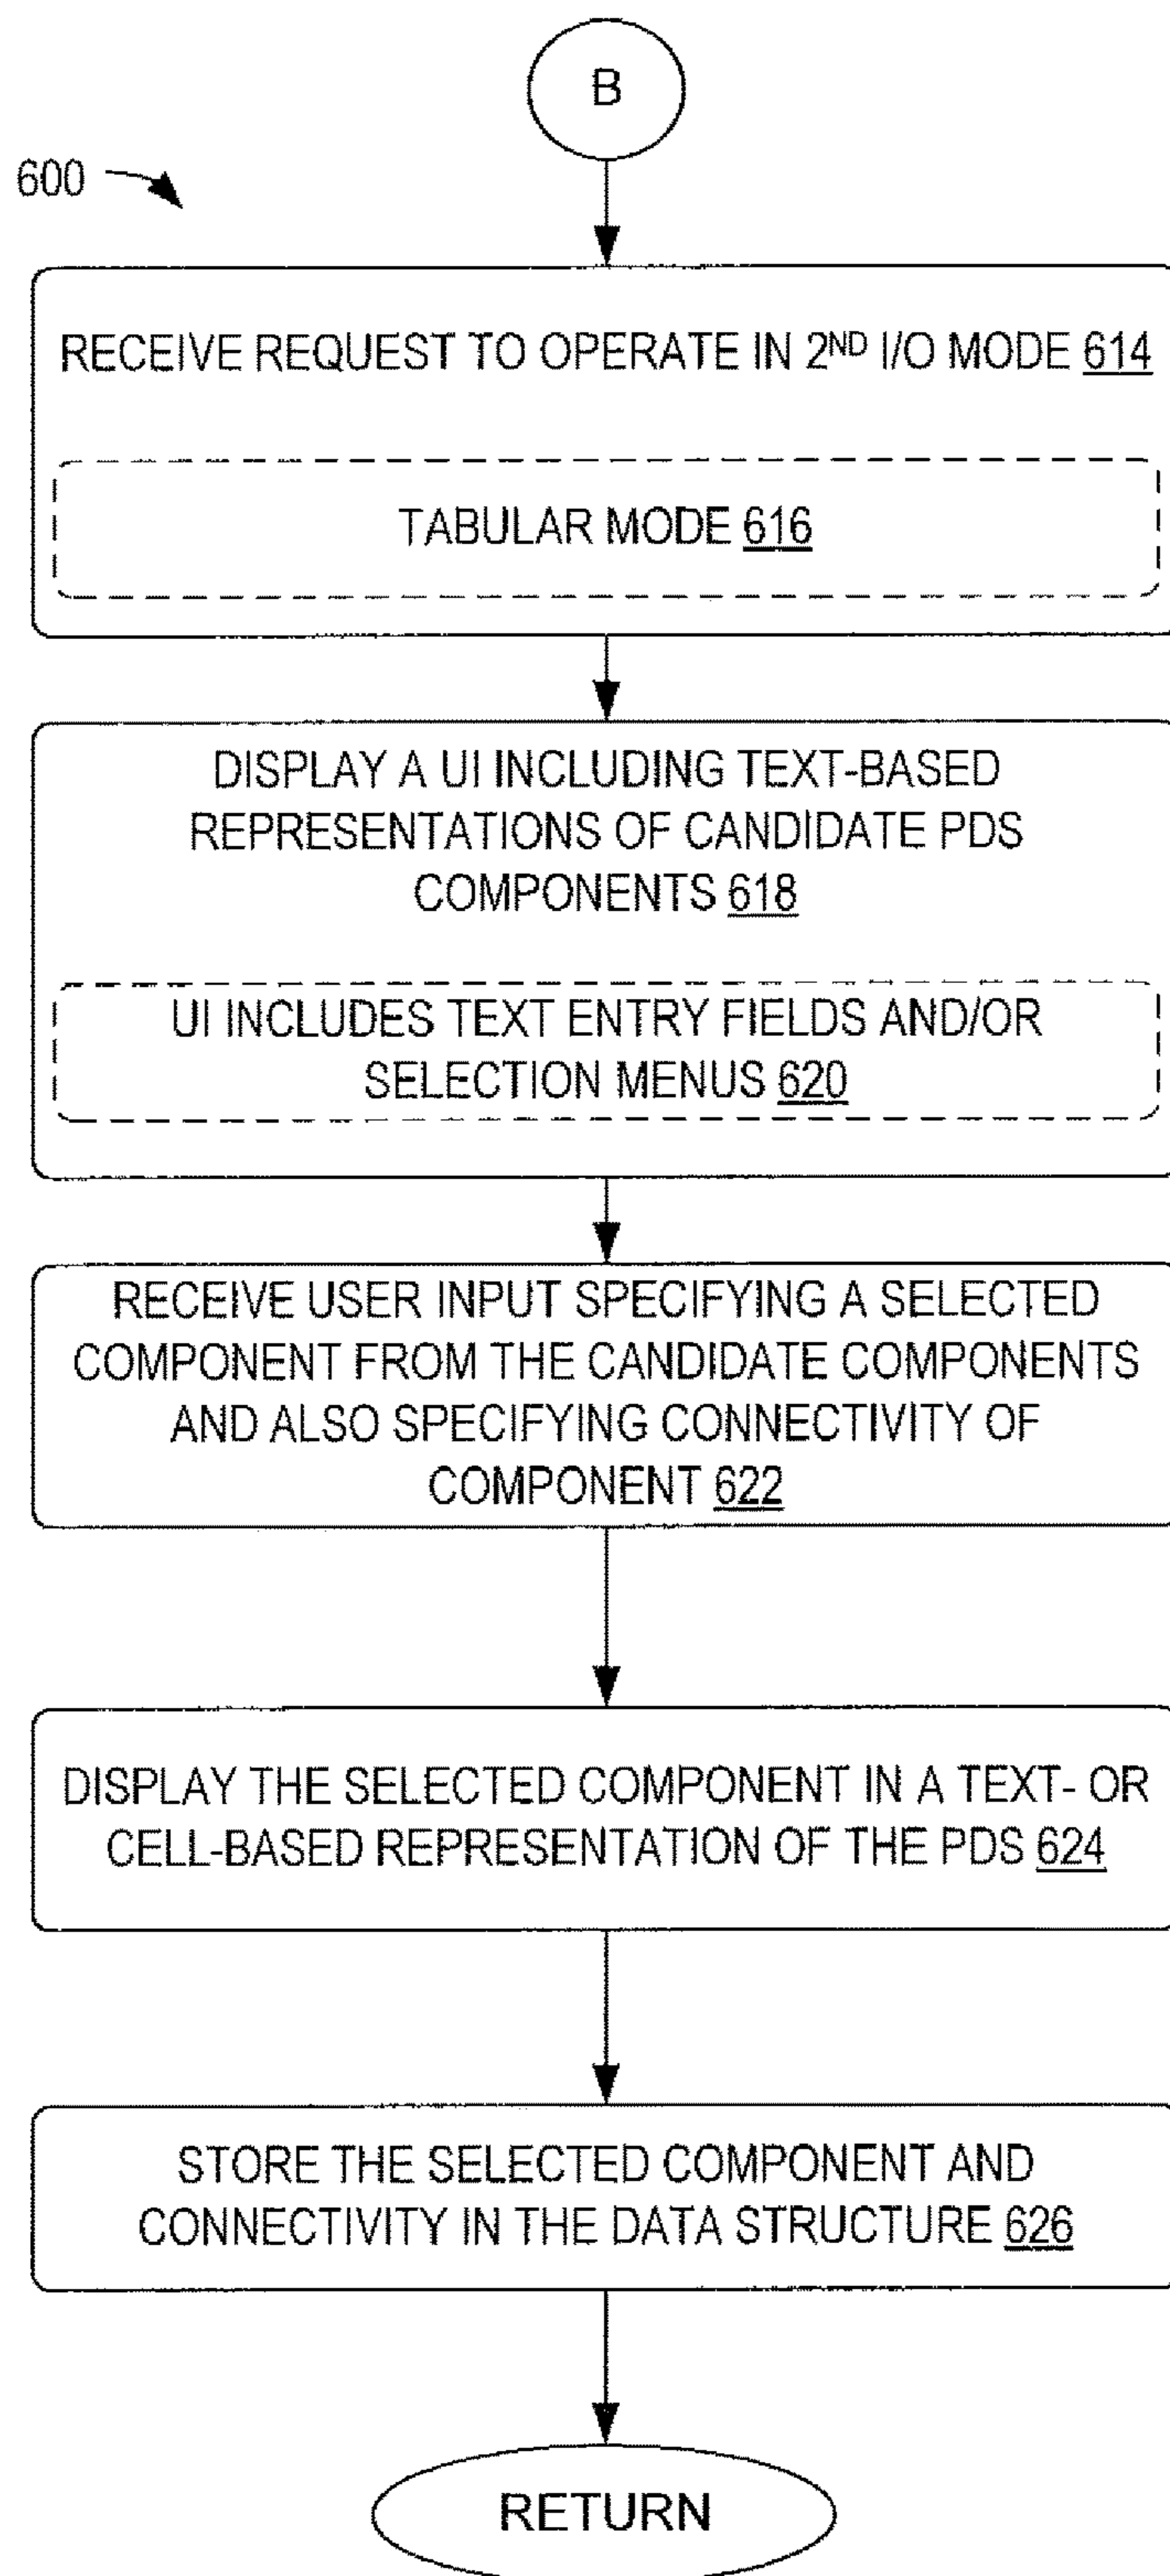 B
600
RECEIVE REQUEST TO OPERATE IN 2ND I/O MODE 614
TABULAR MODE 616
DISPLAY A UI INCLUDING TEXT-BASED
REPRESENTATIONS OF CANDIDATE PDS
COMPONENTS 618
UI INCLUDES TEXT ENTRY FIELDS AND/OR
SELECTION MENUS 620
RECEIVE USER INPUT SPECIFYING A SELECTED
COMPONENT FROM THE CANDIDATE COMPONENTS
AND ALSO SPECIFYING CONNECTIVITY OF
COMPONENT 622
DISPLAY THE SELECTED COMPONENT IN A TEXT- OR
CELL-BASED REPRESENTATION OF THE PDS 624
STORE THE SELECTED COMPONENT AND
CONNECTIVITY IN THE DATA STRUCTURE 626
RETURN